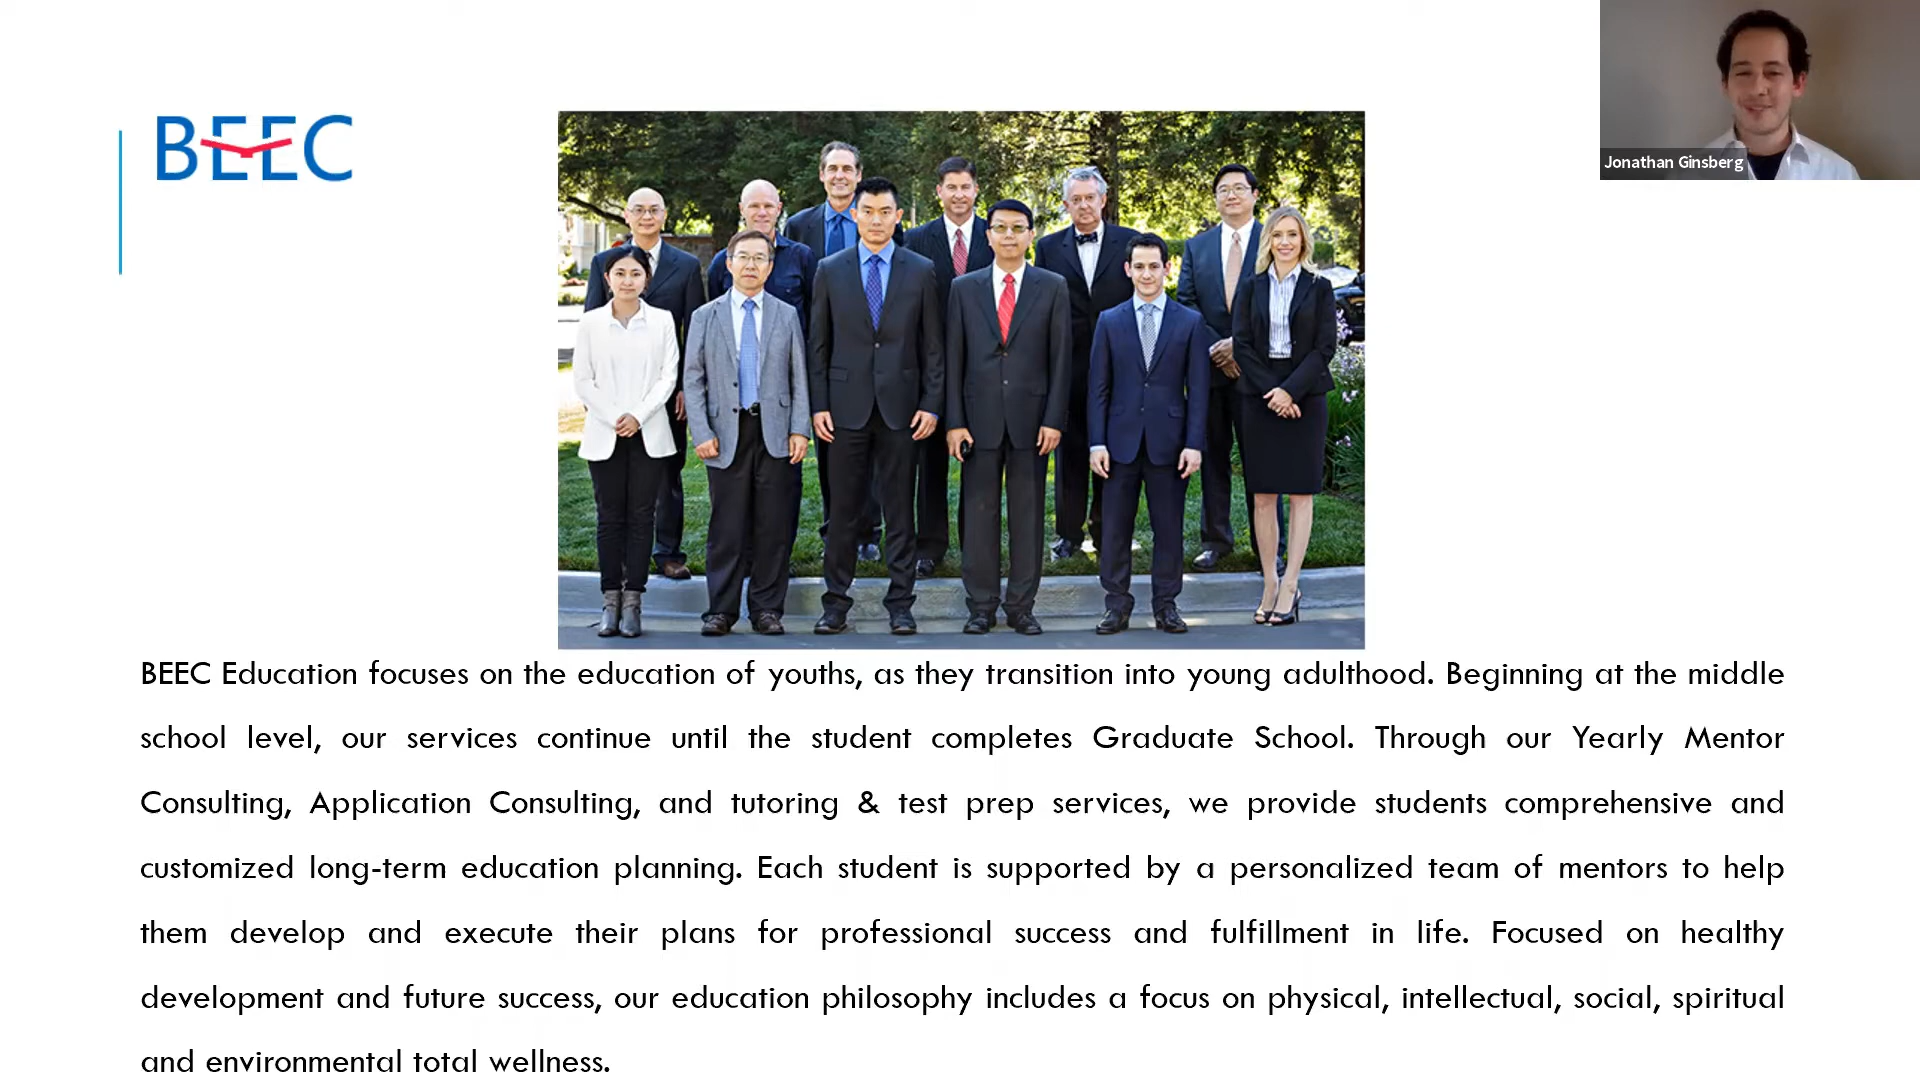 BEEC
Jonathan Ginsberg
BEEC Education focuses on the education of youths, as they transition into young adulthood. Beginning at the middle
school level, our services continue until the student completes Graduate School. Through our Yearly Mentor
Consulting, Application Consulting, and tutoring & test prep services, we provide students comprehensive and
customized long-term education planning. Each student is supported by a personalized team of mentors to help
them develop and execute their plans for professional success and fulfillment in life. Focused on healthy
development and future success, our education philosophy includes a focus on physical, intellectual, social, spiritual
and environmental total wellness.